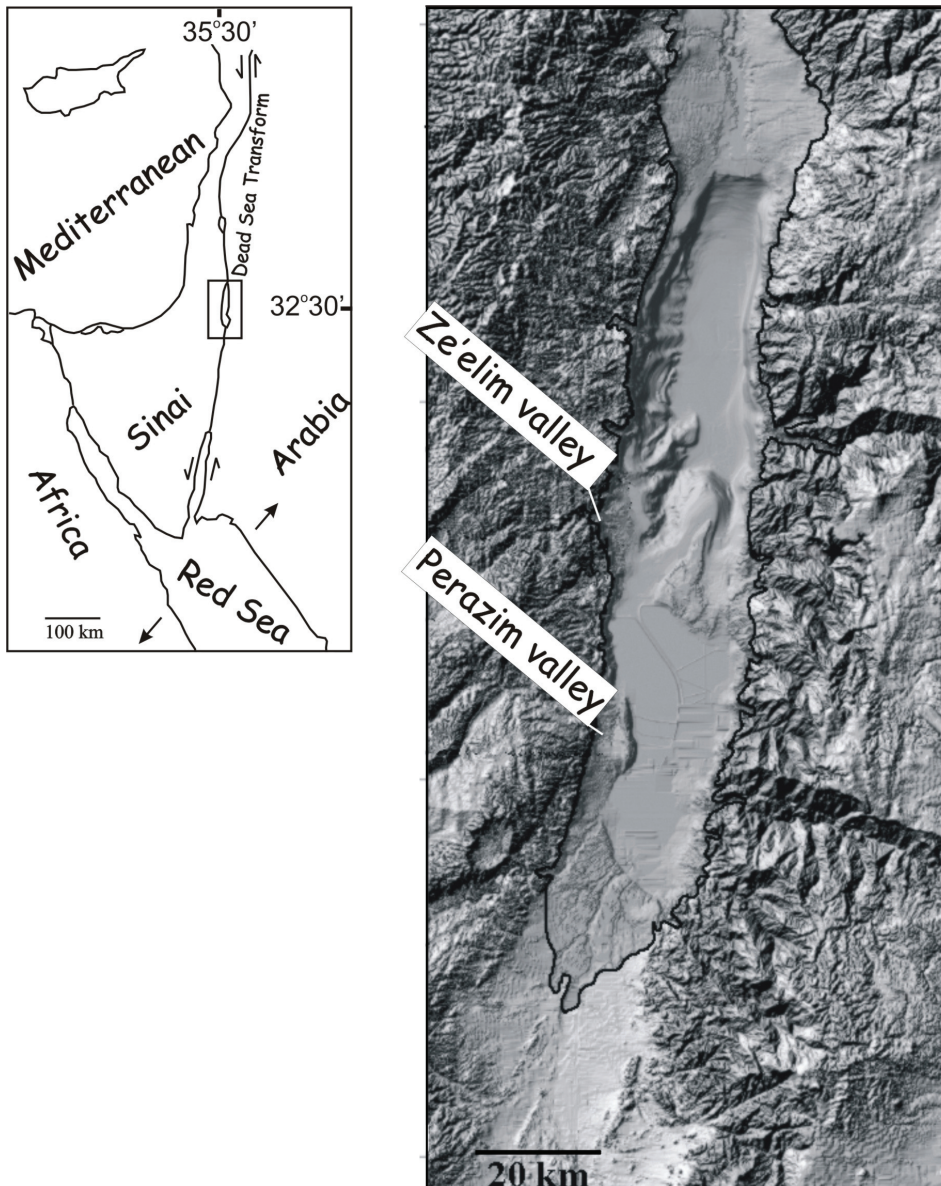 35°30'
Mediterranean
Dead Sea Transform
32°30'
Sinai
Arabia
Africa
Red Sea
100 km
Ze'elim valley
Perazim valley
20 km